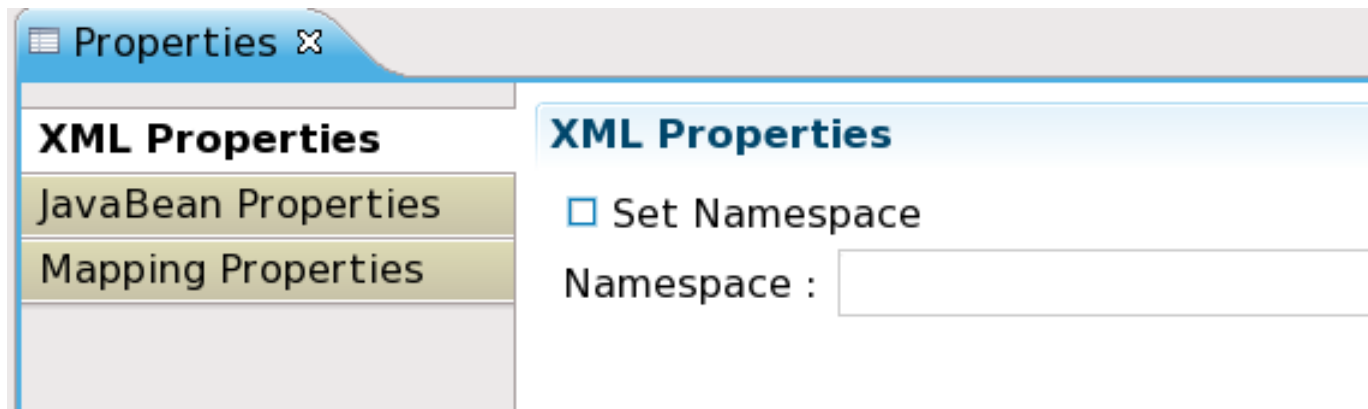 Properties
XML Properties
JavaBean Properties
Mapping Properties
XML Properties
Set Namespace
Namespace :